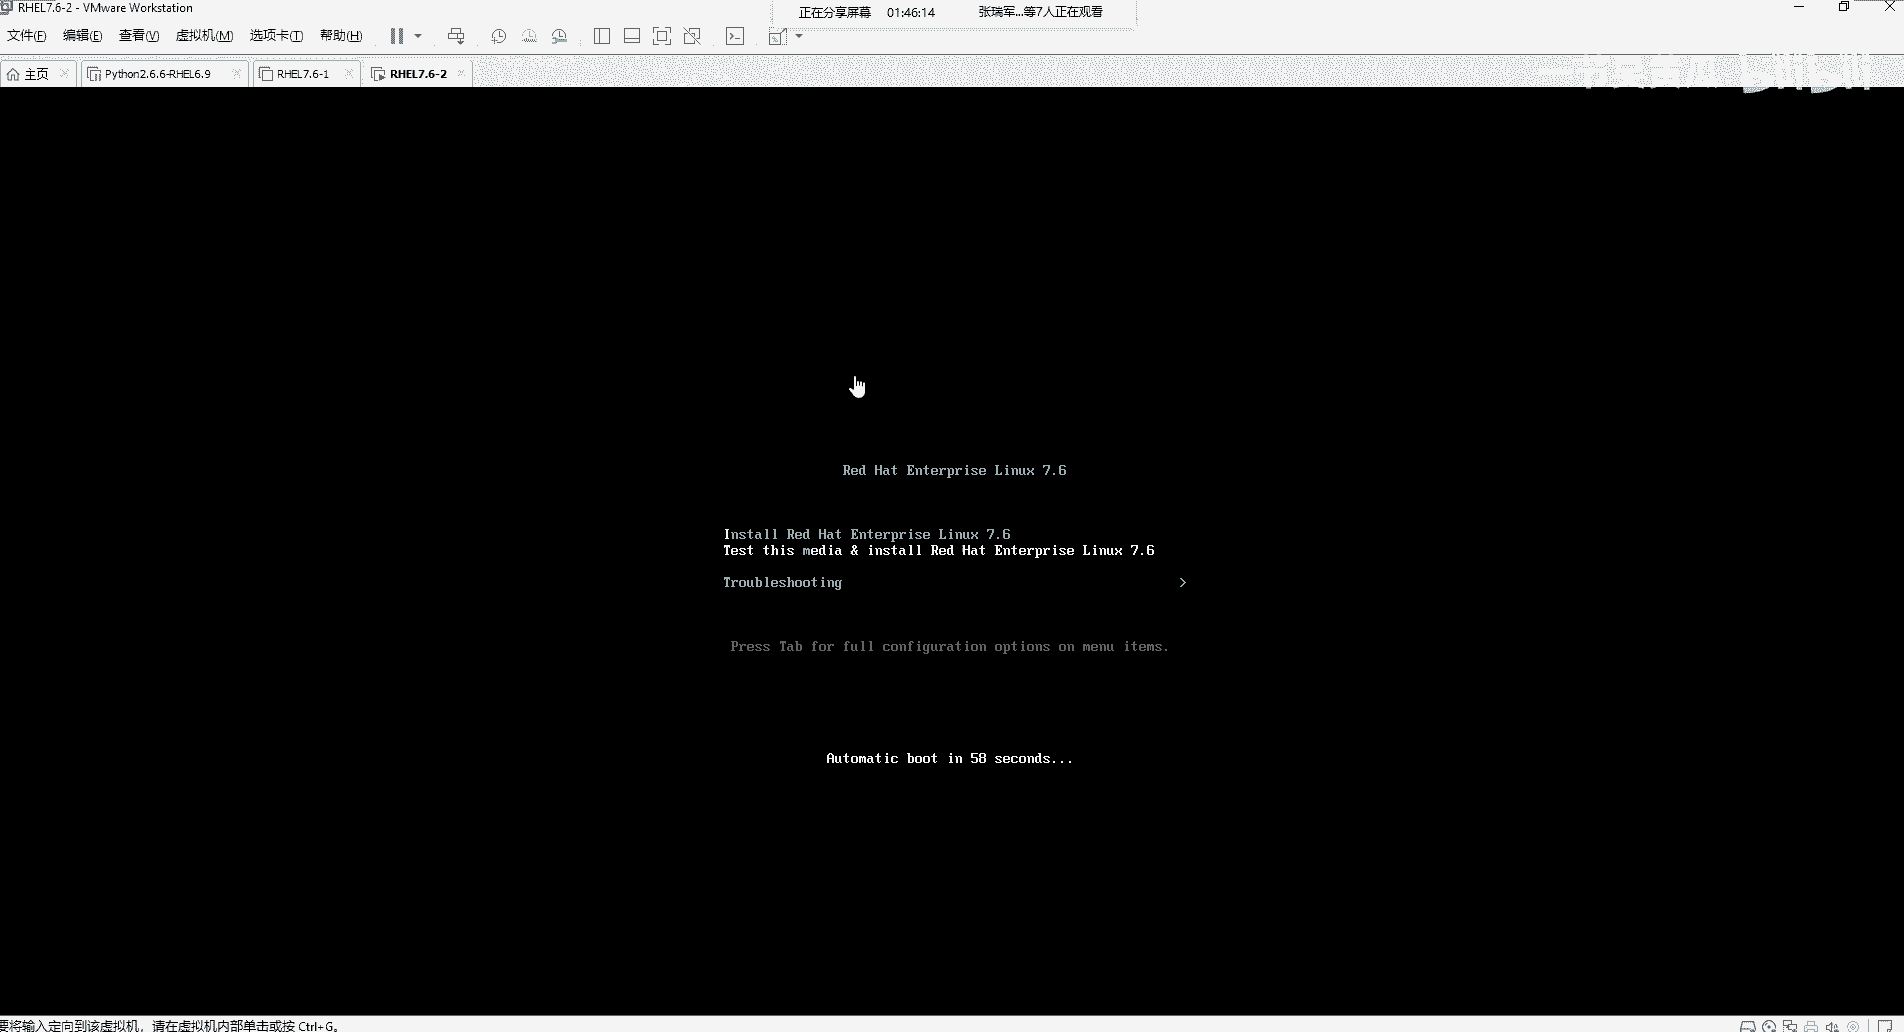 RHEL7.6-2 - VMware Workstation
正在分享屏幕 01:46:14 张瑞军...等7人正在观看
文件(F) 编辑(E) 查看(V) 虚拟机(M) 选项卡(T) 帮助(H)
主页 Python2.6.6-RHEL6.9 RHEL7.6-1 RHEL7.6-2
Red Hat Enterprise Linux 7.6
Install Red Hat Enterprise Linux 7.6
Test this media & install Red Hat Enterprise Linux 7.6
Troubleshooting >
Press Tab for full configuration options on menu items.
Automatic boot in 58 seconds...
要将输入定向到该虚拟机，请在虚拟机内部单击或按 Ctrl+G。